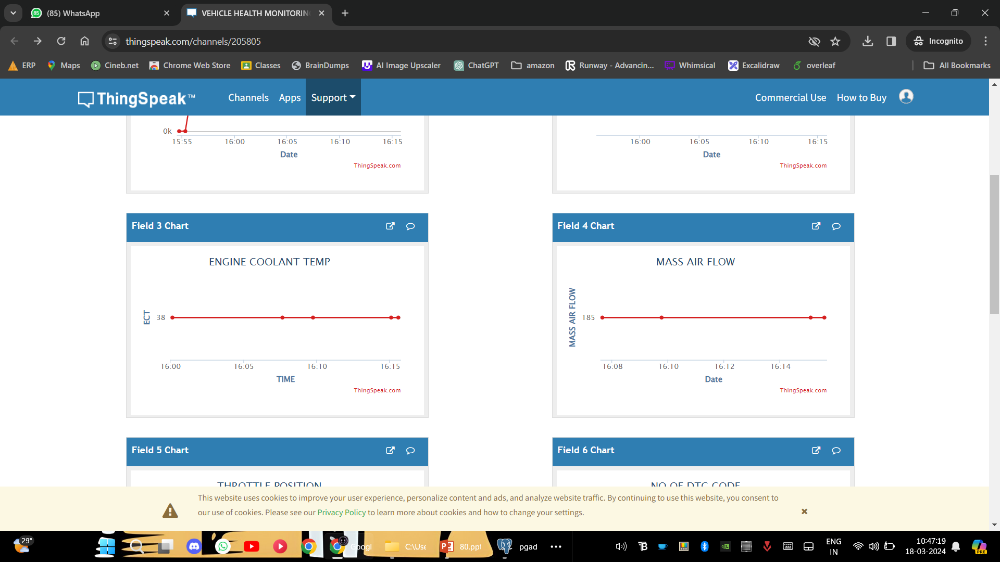 (85) WhatsApp
VEHICLE HEALTH MONITORIN
thingspeak.com/channels/205805
Incognito
ERP Maps Cineb.net Chrome Web Store Classes BrainDumps AI Image Upscaler ChatGPT amazon Runway - Advancin... Whimsical Excalidraw overleaf All Bookmarks
ThingSpeak™ Channels Apps Support Commercial Use How to Buy
0k
15:55 16:00 16:05 16:10 16:15
Date
ThingSpeak.com
16:00 16:05 16:10 16:15
Date
ThingSpeak.com
Field 3 Chart
ENGINE COOLANT TEMP
ECT
38
16:00 16:05 16:10 16:15
TIME
ThingSpeak.com
Field 4 Chart
MASS AIR FLOW
MASS AIR FLOW
185
16:08 16:10 16:12 16:14
Date
ThingSpeak.com
Field 5 Chart
THROTTLE POSITION
Field 6 Chart
NO OF DTC CODE
This website uses cookies to improve your user experience, personalize content and ads, and analyze website traffic. By continuing to use this website, you consent to
our use of cookies. Please see our Privacy Policy to learn more about cookies and how to change your settings.
29°
Googl
C:\Use
80.ppt
pgad
ENG
IN
10:47:19
18-03-2024
PRE